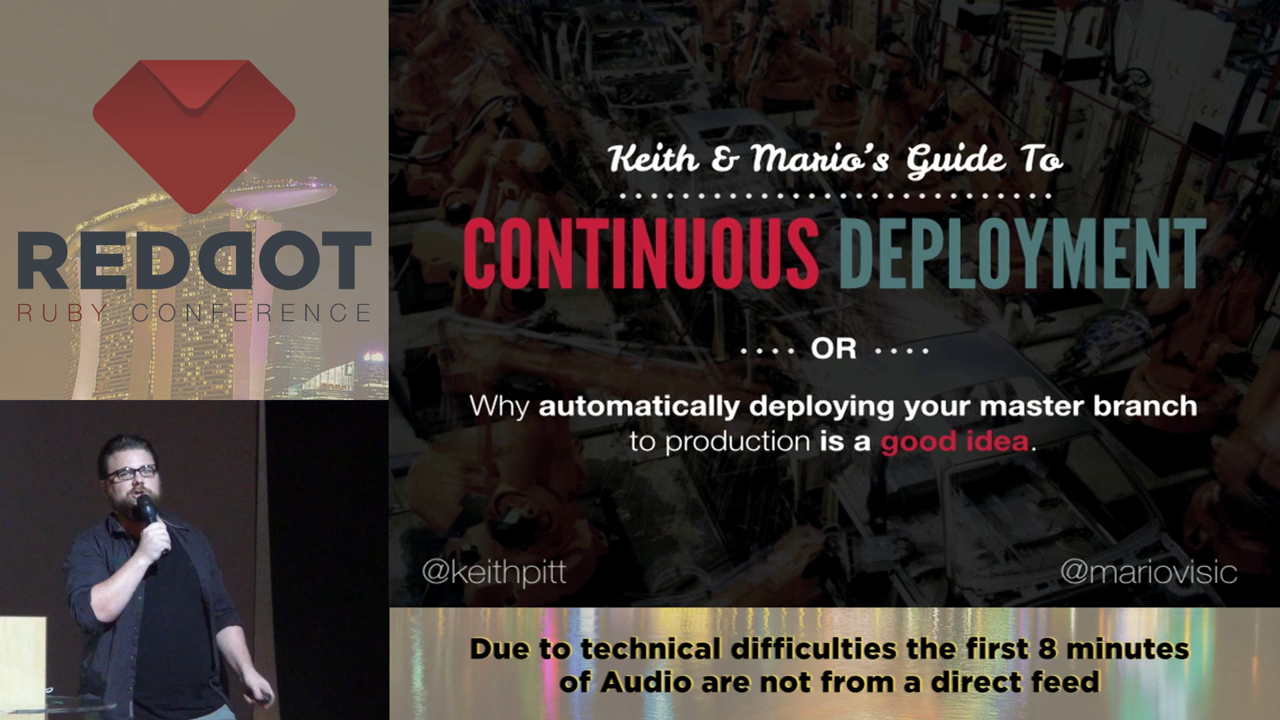 REDDOT
RUBY CONFERENCE
Keith & Mario's Guide To
CONTINUOUS DEPLOYMENT
OR
Why automatically deploying your master branch
to production is a good idea.
@keithpitt
@mariovisic
Due to technical difficulties the first 8 minutes
of Audio are not from a direct feed